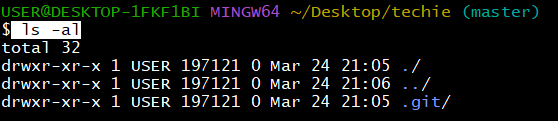 USER@DESKTOP-1FKF1BI MINGW64 ~/Desktop/techie (master)
$ ls -al
total 32
drwxr-xr-x 1 USER 197121 0 Mar 24 21:05 ./
drwxr-xr-x 1 USER 197121 0 Mar 24 21:06 ../
drwxr-xr-x 1 USER 197121 0 Mar 24 21:05 .git/